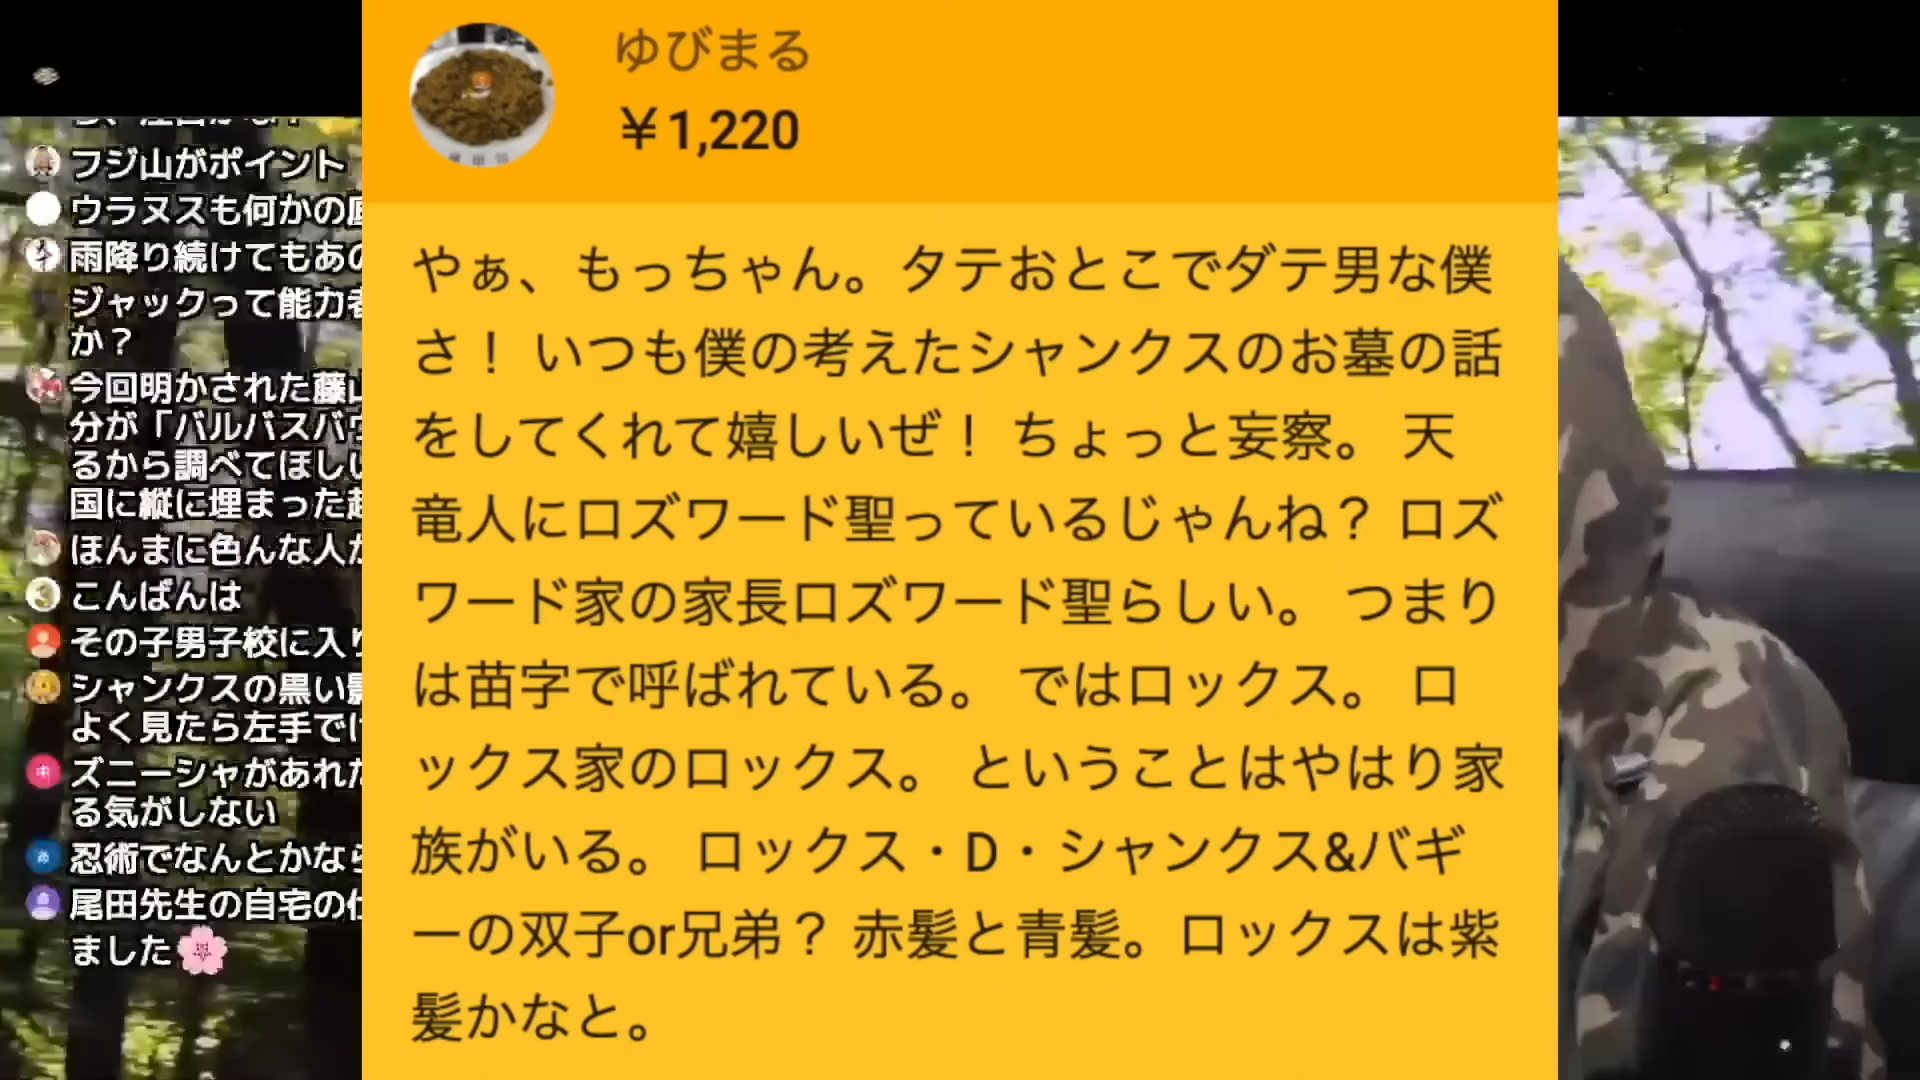 フジ山がポイント
ウラヌスも何かの
雨降り続けてもあの
ジャックって能力者
か？
今回明かされた藤山
分が「バルバスバウ
るから調べてほしい
国に縦に埋まった超
ほんまに色んな人が
こんばんは
その子男子校に入り
シャンクスの黒い影
よく見たら左手で
ズニーシャがあれた
る気がしない
忍術でなんとかなら
尾田先生の自宅の仕
ました🌸
ゆびまる
￥1,220
やぁ、もっちゃん。タテおとこでダテ男な僕
さ！ いつも僕の考えたシャンクスのお墓の話
をしてくれて嬉しいぜ！ ちょっと妄察。 天
竜人にロズワード聖っているじゃんね？ ロズ
ワード家の家長ロズワード聖らしい。 つまり
は苗字で呼ばれている。 ではロックス。 ロ
ックス家のロックス。 ということはやはり家
族がいる。 ロックス・D・シャンクス&バギ
ーの双子or兄弟？ 赤髪と青髪。ロックスは紫
髪かなと。